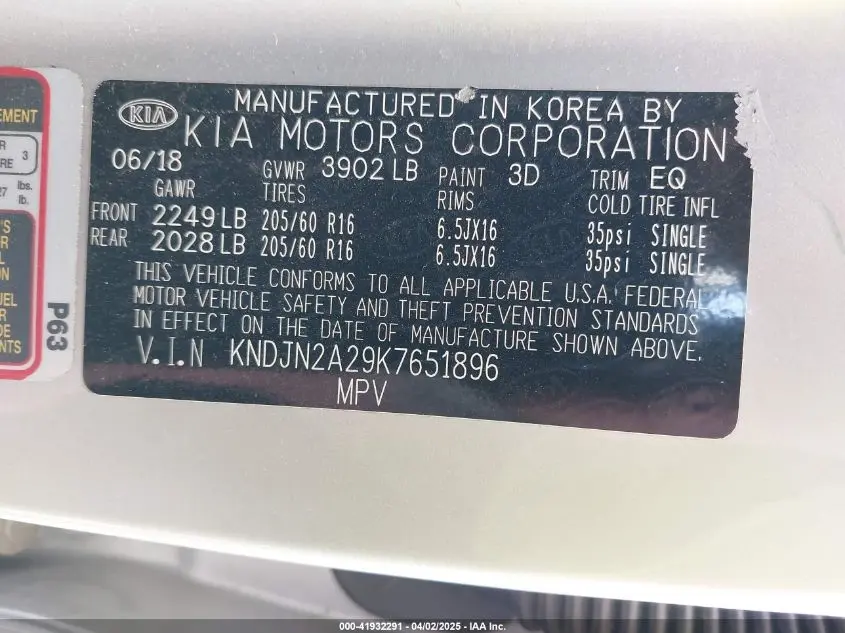 KIA
MANUFACTURED IN KOREA BY
KIA MOTORS CORPORATION
06/18 GVWR 3902 LB PAINT 3D TRIM EQ
GAWR TIRES RIMS COLD TIRE INFL
FRONT 2249 LB 205/60 R16 6.5JX16 35psi SINGLE
REAR 2028 LB 205/60 R16 6.5JX16 35psi SINGLE
THIS VEHICLE CONFORMS TO ALL APPLICABLE U.S.A. FEDERAL
MOTOR VEHICLE SAFETY AND THEFT PREVENTION STANDARDS
IN EFFECT ON THE DATE OF MANUFACTURE SHOWN ABOVE.
V.I.N KNDJN2A29K7651896
MPV
P63
3
lbs.
lb.
000-41932291 - 04/02/2025 - IAA Inc.